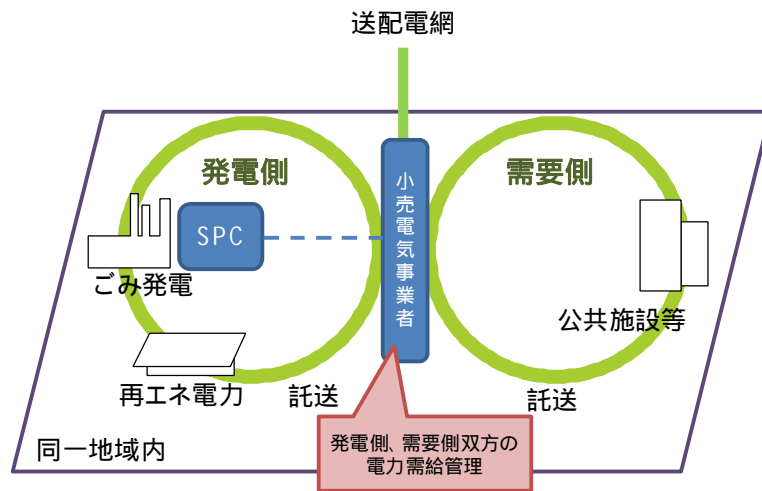 送配電網
発電側
需要側
小売電気事業者
SPC
ごみ発電
公共施設等
再エネ電力
託送
託送
同一地域内
発電側、需要側双方の
電力需給管理